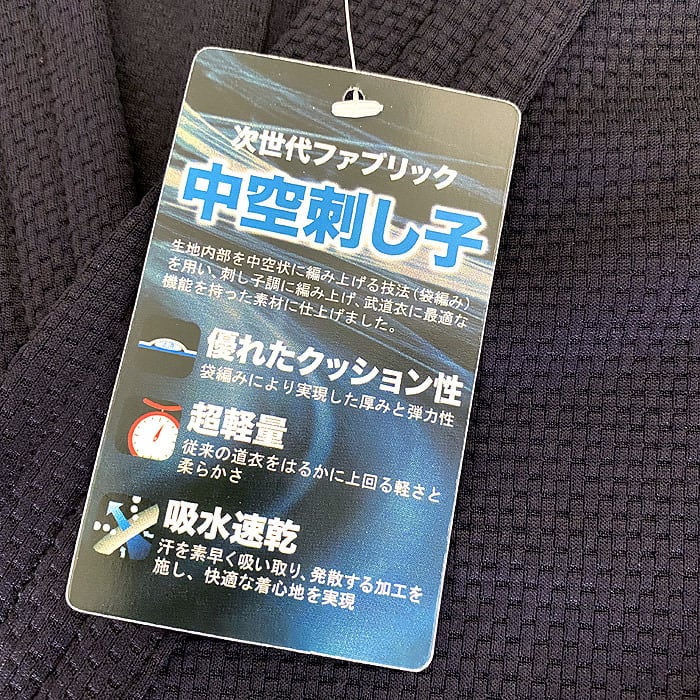 次世代ファブリック
中空刺し子
生地内部を中空状に編み上げる技法(袋編み)
を用い、刺し子調に編み上げ、武道衣に最適な
機能を持った素材に仕上げました。
優れたクッション性
袋編みにより実現した厚みと弾力性
超軽量
従来の道衣をはるかに上回る軽さと
柔らかさ
吸水速乾
汗を素早く吸い取り、発散する加工を
施し、快適な着心地を実現